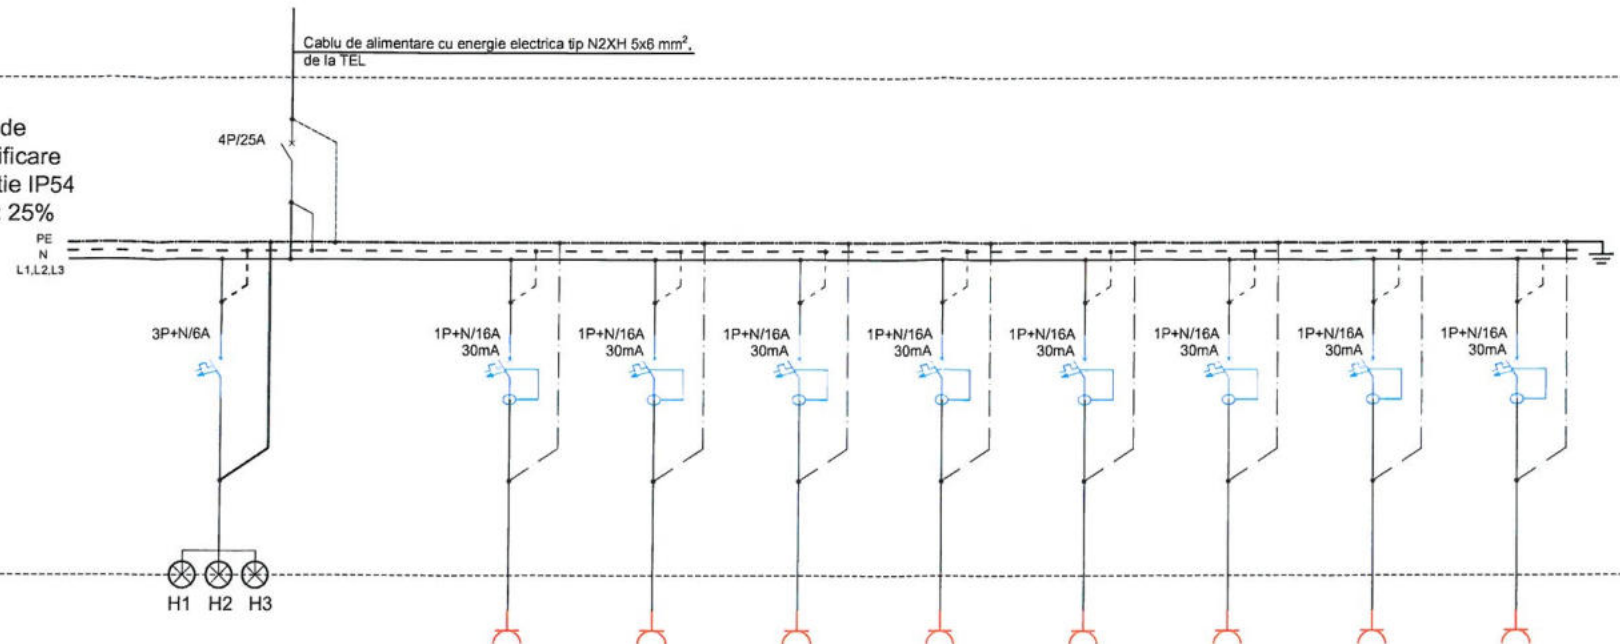 Cablu de alimentare cu energie electrica tip N2XH 5x6 mm²,
de la TEL
de
4P/25A
IP54
25%
PE
N
L1,L2,L3
3P+N/6A
1P+N/16A
30mA
1P+N/16A
30mA
1P+N/16A
30mA
1P+N/16A
30mA
1P+N/16A
30mA
1P+N/16A
30mA
1P+N/16A
30mA
1P+N/16A
30mA
H1 H2 H3